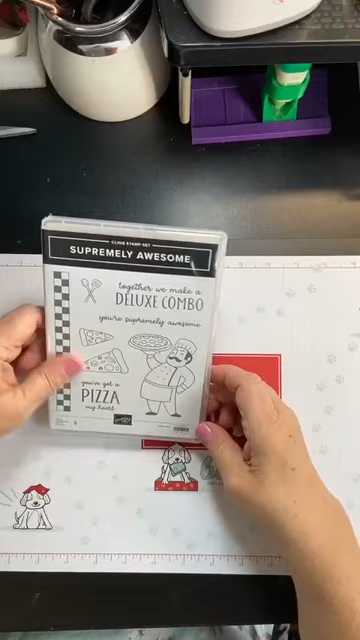 CLING STAMP SET
SUPREMELY AWESOME
together we make a
DELUXE COMBO
you're supremely awesome
you've got a
PIZZA
my heart